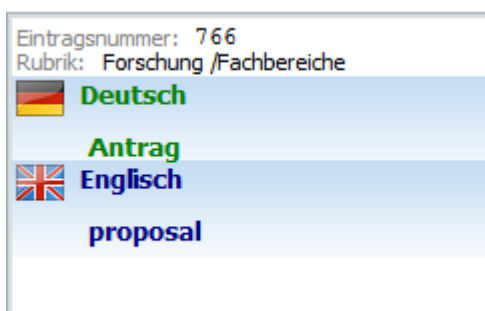 Eintragsnummer: 766
Rubrik: Forschung /Fachbereiche
Deutsch
Antrag
Englisch
proposal